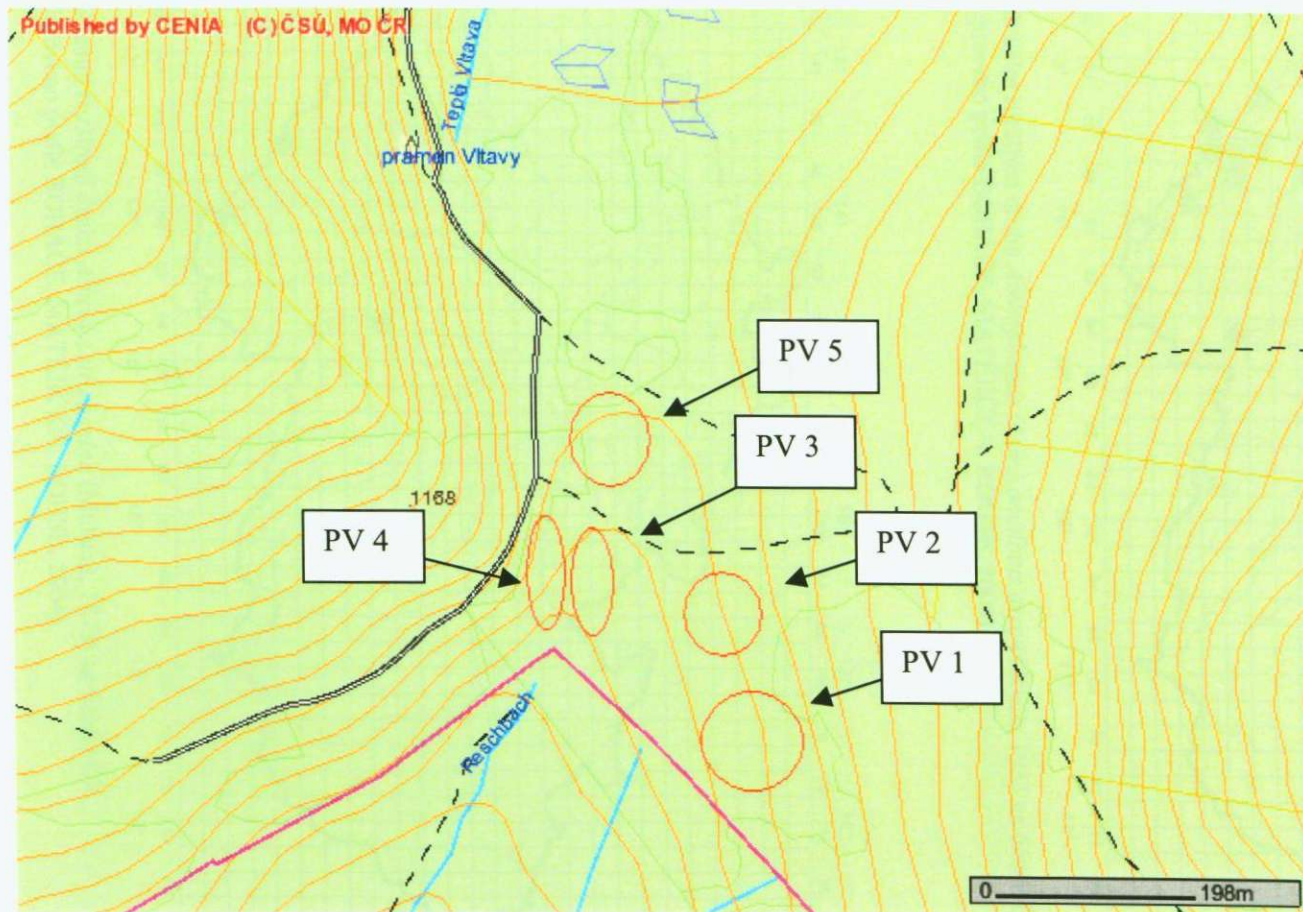 Published by CENIA (C) ČSÚ, MO ČR
Teplá Vltava
pramen Vltavy
PV 5
PV 3
1168
PV 4
PV 2
PV 1
Reschbach
0 198m